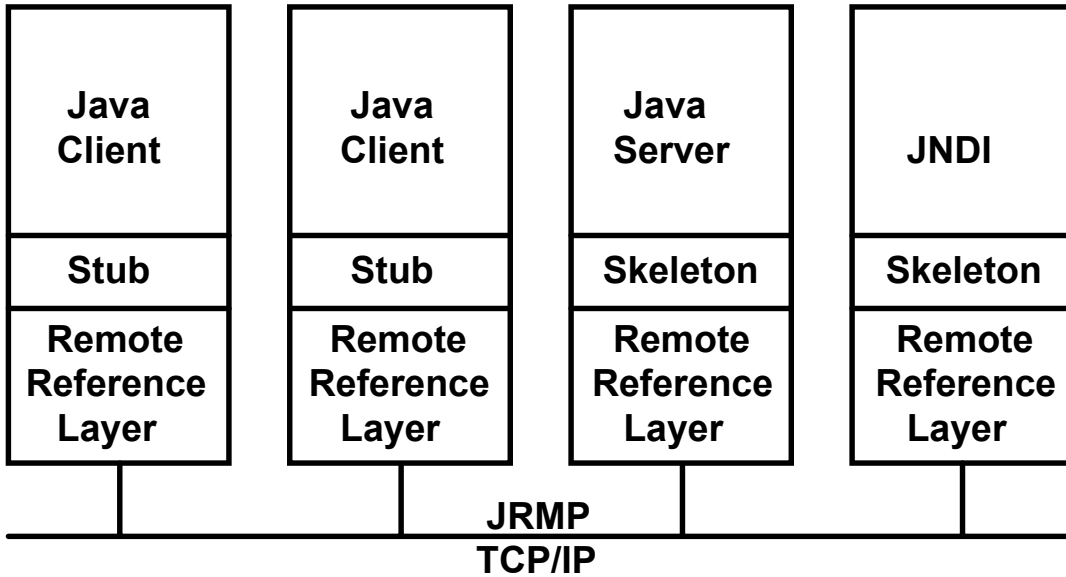 Java
Client
Stub
Remote
Reference
Layer
Java
Client
Stub
Remote
Reference
Layer
Java
Server
Skeleton
Remote
Reference
Layer
JNDI
Skeleton
Remote
Reference
Layer
JRMP
TCP/IP